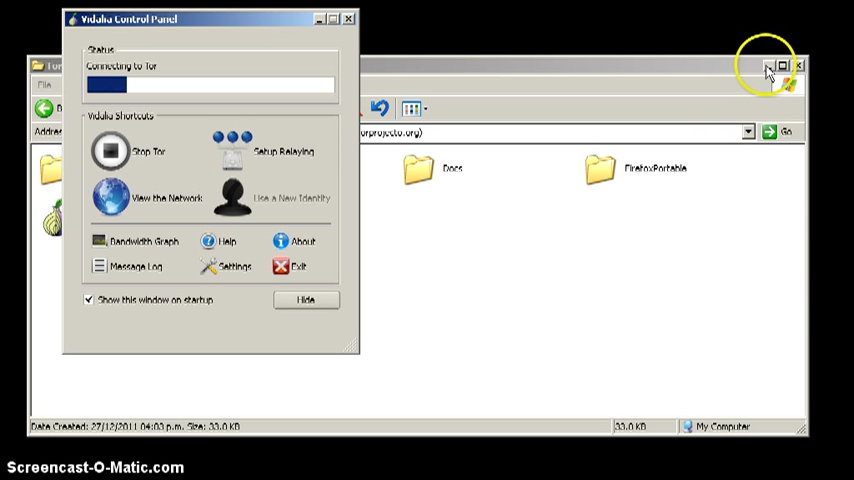 Vidalia Control Panel
Status
Connecting to Tor
Vidalia Shortcuts
Stop Tor
Setup Relaying
View the Network
Use a New Identity
Bandwidth Graph
Help
About
Message Log
Settings
Exit
Show this window on startup
Hide
Tor
File
B
Address
orprojecto.org)
Go
Docs
FirefoxPortable
Date Created: 27/12/2011 04:03 p.m. Size: 33.0 KB
33.0 KB
My Computer
Screencast-O-Matic.com